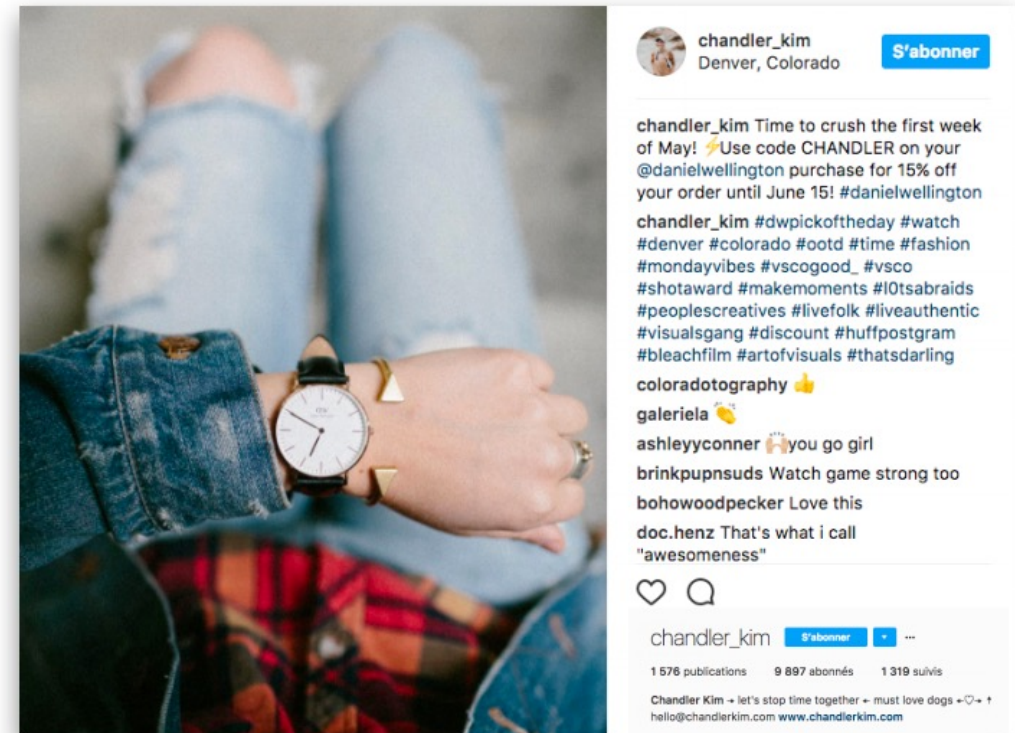 chandler_kim
Denver, Colorado
S'abonner
chandler_kim Time to crush the first week
of May! ⚡Use code CHANDLER on your
@danielwellington purchase for 15% off
your order until June 15! #danielwellington
chandler_kim #dwpickoftheday #watch
#denver #colorado #ootd #time #fashion
#mondayvibes #vscogood_ #vsco
#shotaward #makemoments #l0tsabraids
#peoplescreatives #livefolk #liveauthentic
#visualsgang #discount #huffpostgram
#bleachfilm #artofvisuals #thatsdarling
coloradotography 👍
galeriela 👏
ashleyyconner 🙌🏼you go girl
brinkpupnsuds Watch game strong too
bohowoodpecker Love this
doc.henz That's what i call
"awesomeness"
chandler_kim S'abonner ...
1 576 publications 9 897 abonnés 1 319 suivis
Chandler Kim → let's stop time together ← must love dogs ←♡→ ↑
hello@chandlerkim.com www.chandlerkim.com
DW